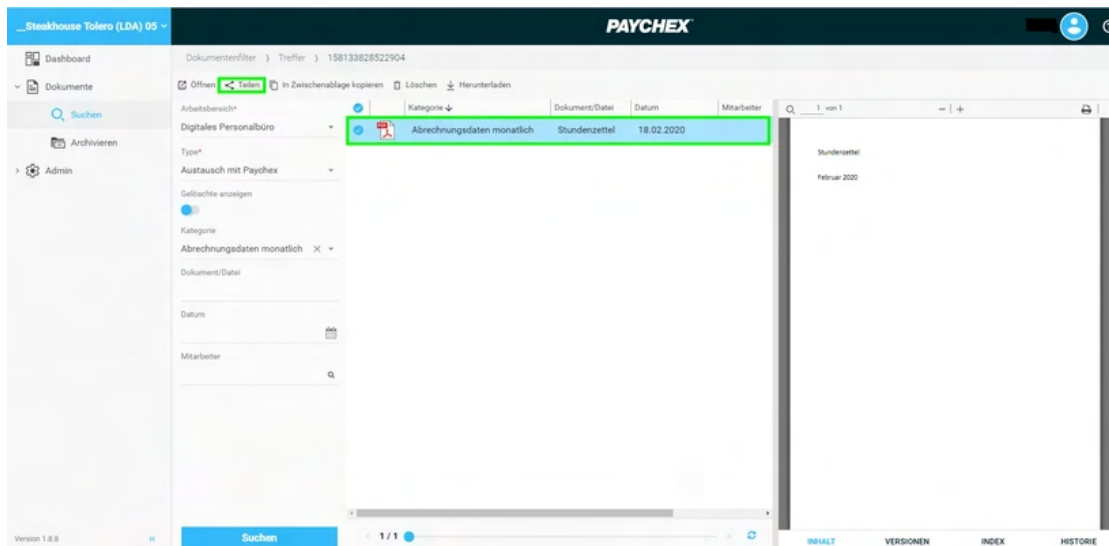 __Steakhouse Tolero (LDA) 05
PAYCHEX
Dashboard
Dokumente
Suchen
Archivieren
Admin
Version 1.8.8
Dokumentenfilter ) Treffer ) 158133828522904
Öffnen Teilen In Zwischenablage kopieren Löschen Herunterladen
Arbeitsbereich*
Digitales Personalbüro
Type*
Austausch mit Paychex
Gelöschte anzeigen
Kategorie
Abrechnungsdaten monatlich
Dokument/Datei
Datum
Mitarbeiter
Suchen
Kategorie Dokument/Datei Datum Mitarbeiter
PDF Abrechnungsdaten monatlich Stundenzettel 18.02.2020
1 / 1
1 von 1
Stundenzettel
Februar 2020
INHALT VERSIONEN INDEX HISTORIE